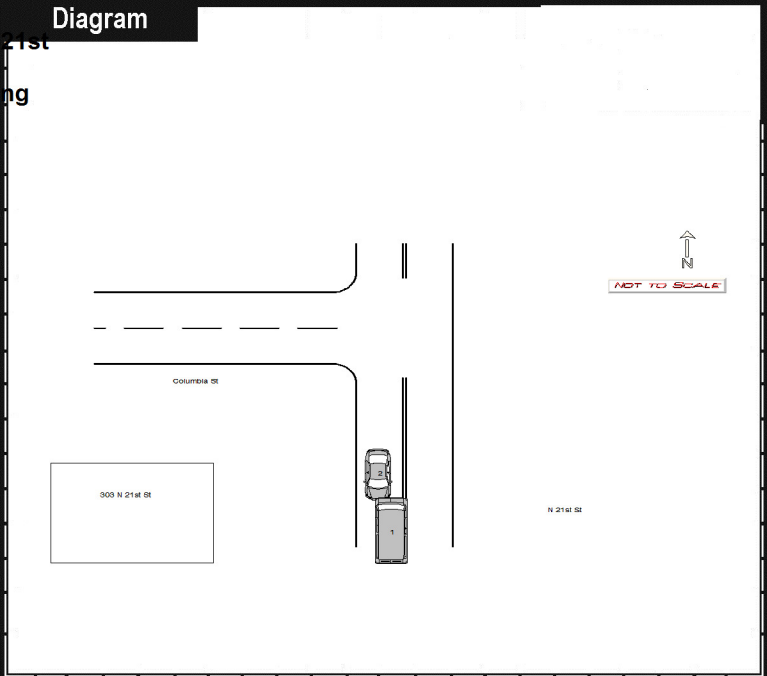 Diagram
21st
ng
N
NOT TO SCALE
Columbia St
2
303 N 21st St
N 21st St
1